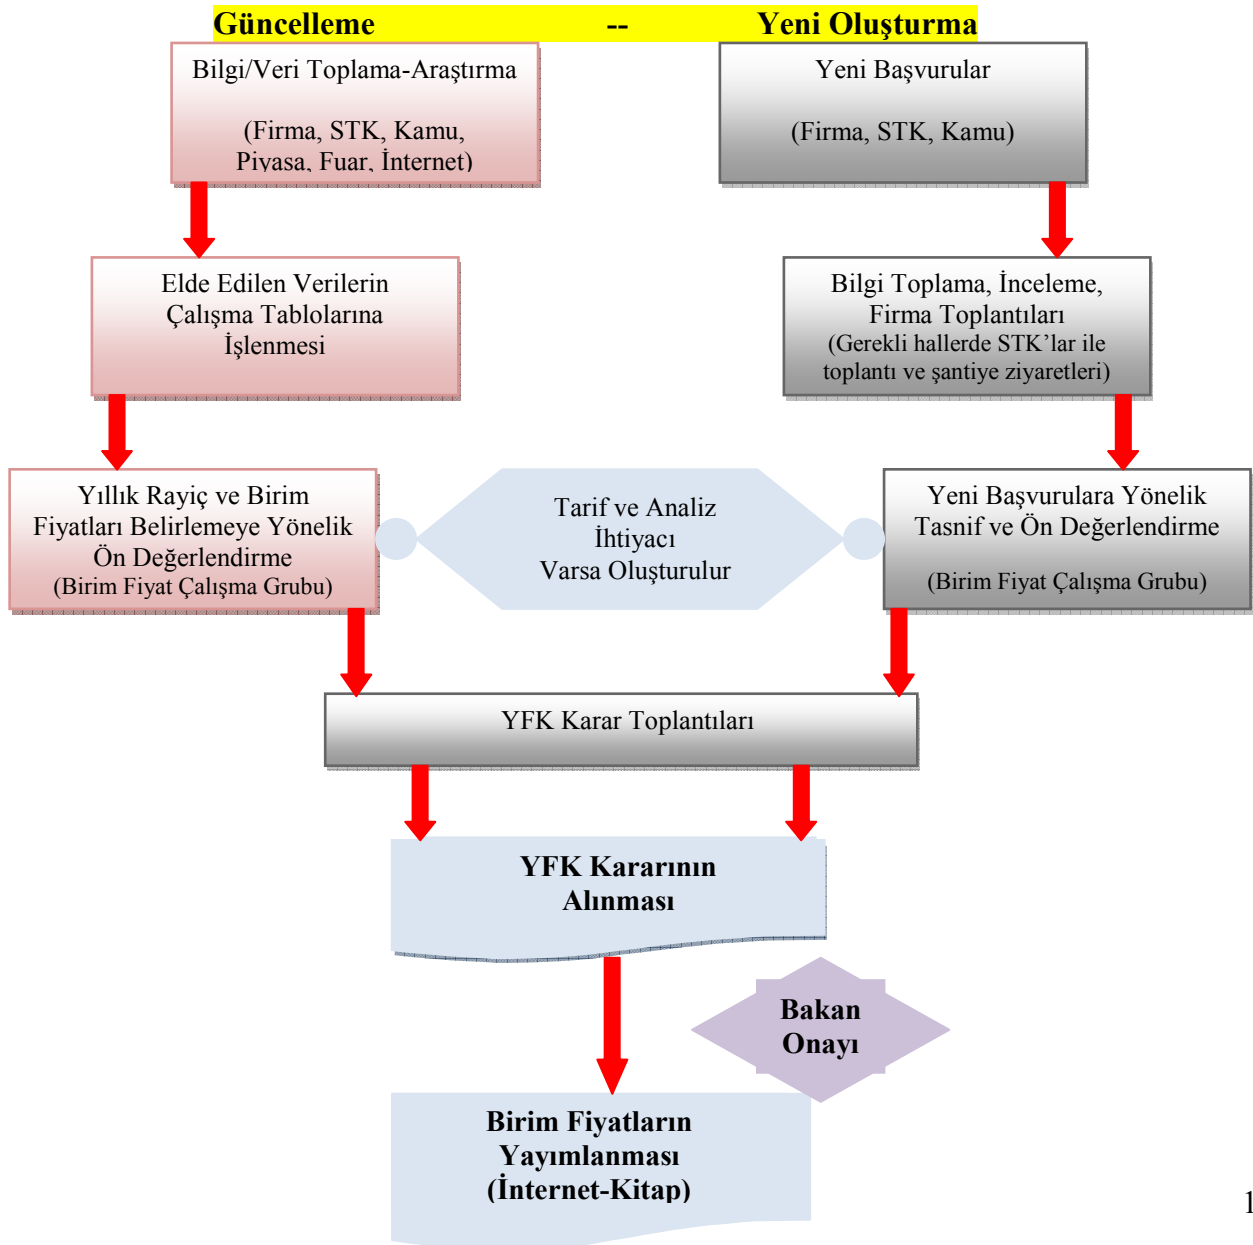 Güncelleme -- Yeni Oluşturma
Bilgi/Veri Toplama-Araştırma
(Firma, STK, Kamu,
Piyasa, Fuar, İnternet)
Yeni Başvurular
(Firma, STK, Kamu)
Elde Edilen Verilerin
Çalışma Tablolarına
İşlenmesi
Bilgi Toplama, İnceleme,
Firma Toplantıları
(Gerekli hallerde STK’lar ile
toplantı ve şantiye ziyaretleri)
Yıllık Rayiç ve Birim
Fiyatları Belirlemeye Yönelik
Ön Değerlendirme
(Birim Fiyat Çalışma Grubu)
Tarif ve Analiz
İhtiyacı
Varsa Oluşturulur
Yeni Başvurulara Yönelik
Tasnif ve Ön Değerlendirme
(Birim Fiyat Çalışma Grubu)
YFK Karar Toplantıları
YFK Kararının
Alınması
Bakan
Onayı
Birim Fiyatların
Yayımlanması
(İnternet-Kitap)
1